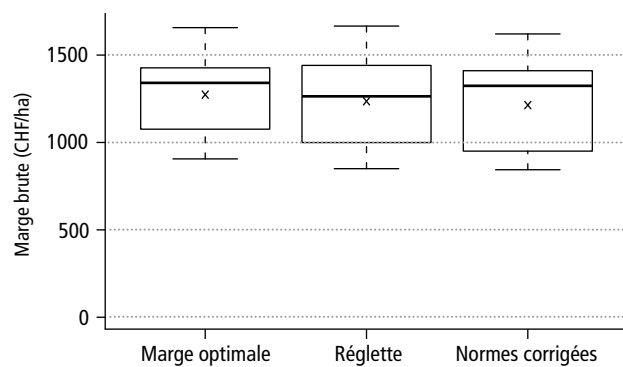 Marge brute (CHF/ha)
1500
1000
500
0
Marge optimale
Réglette
Normes corrigées